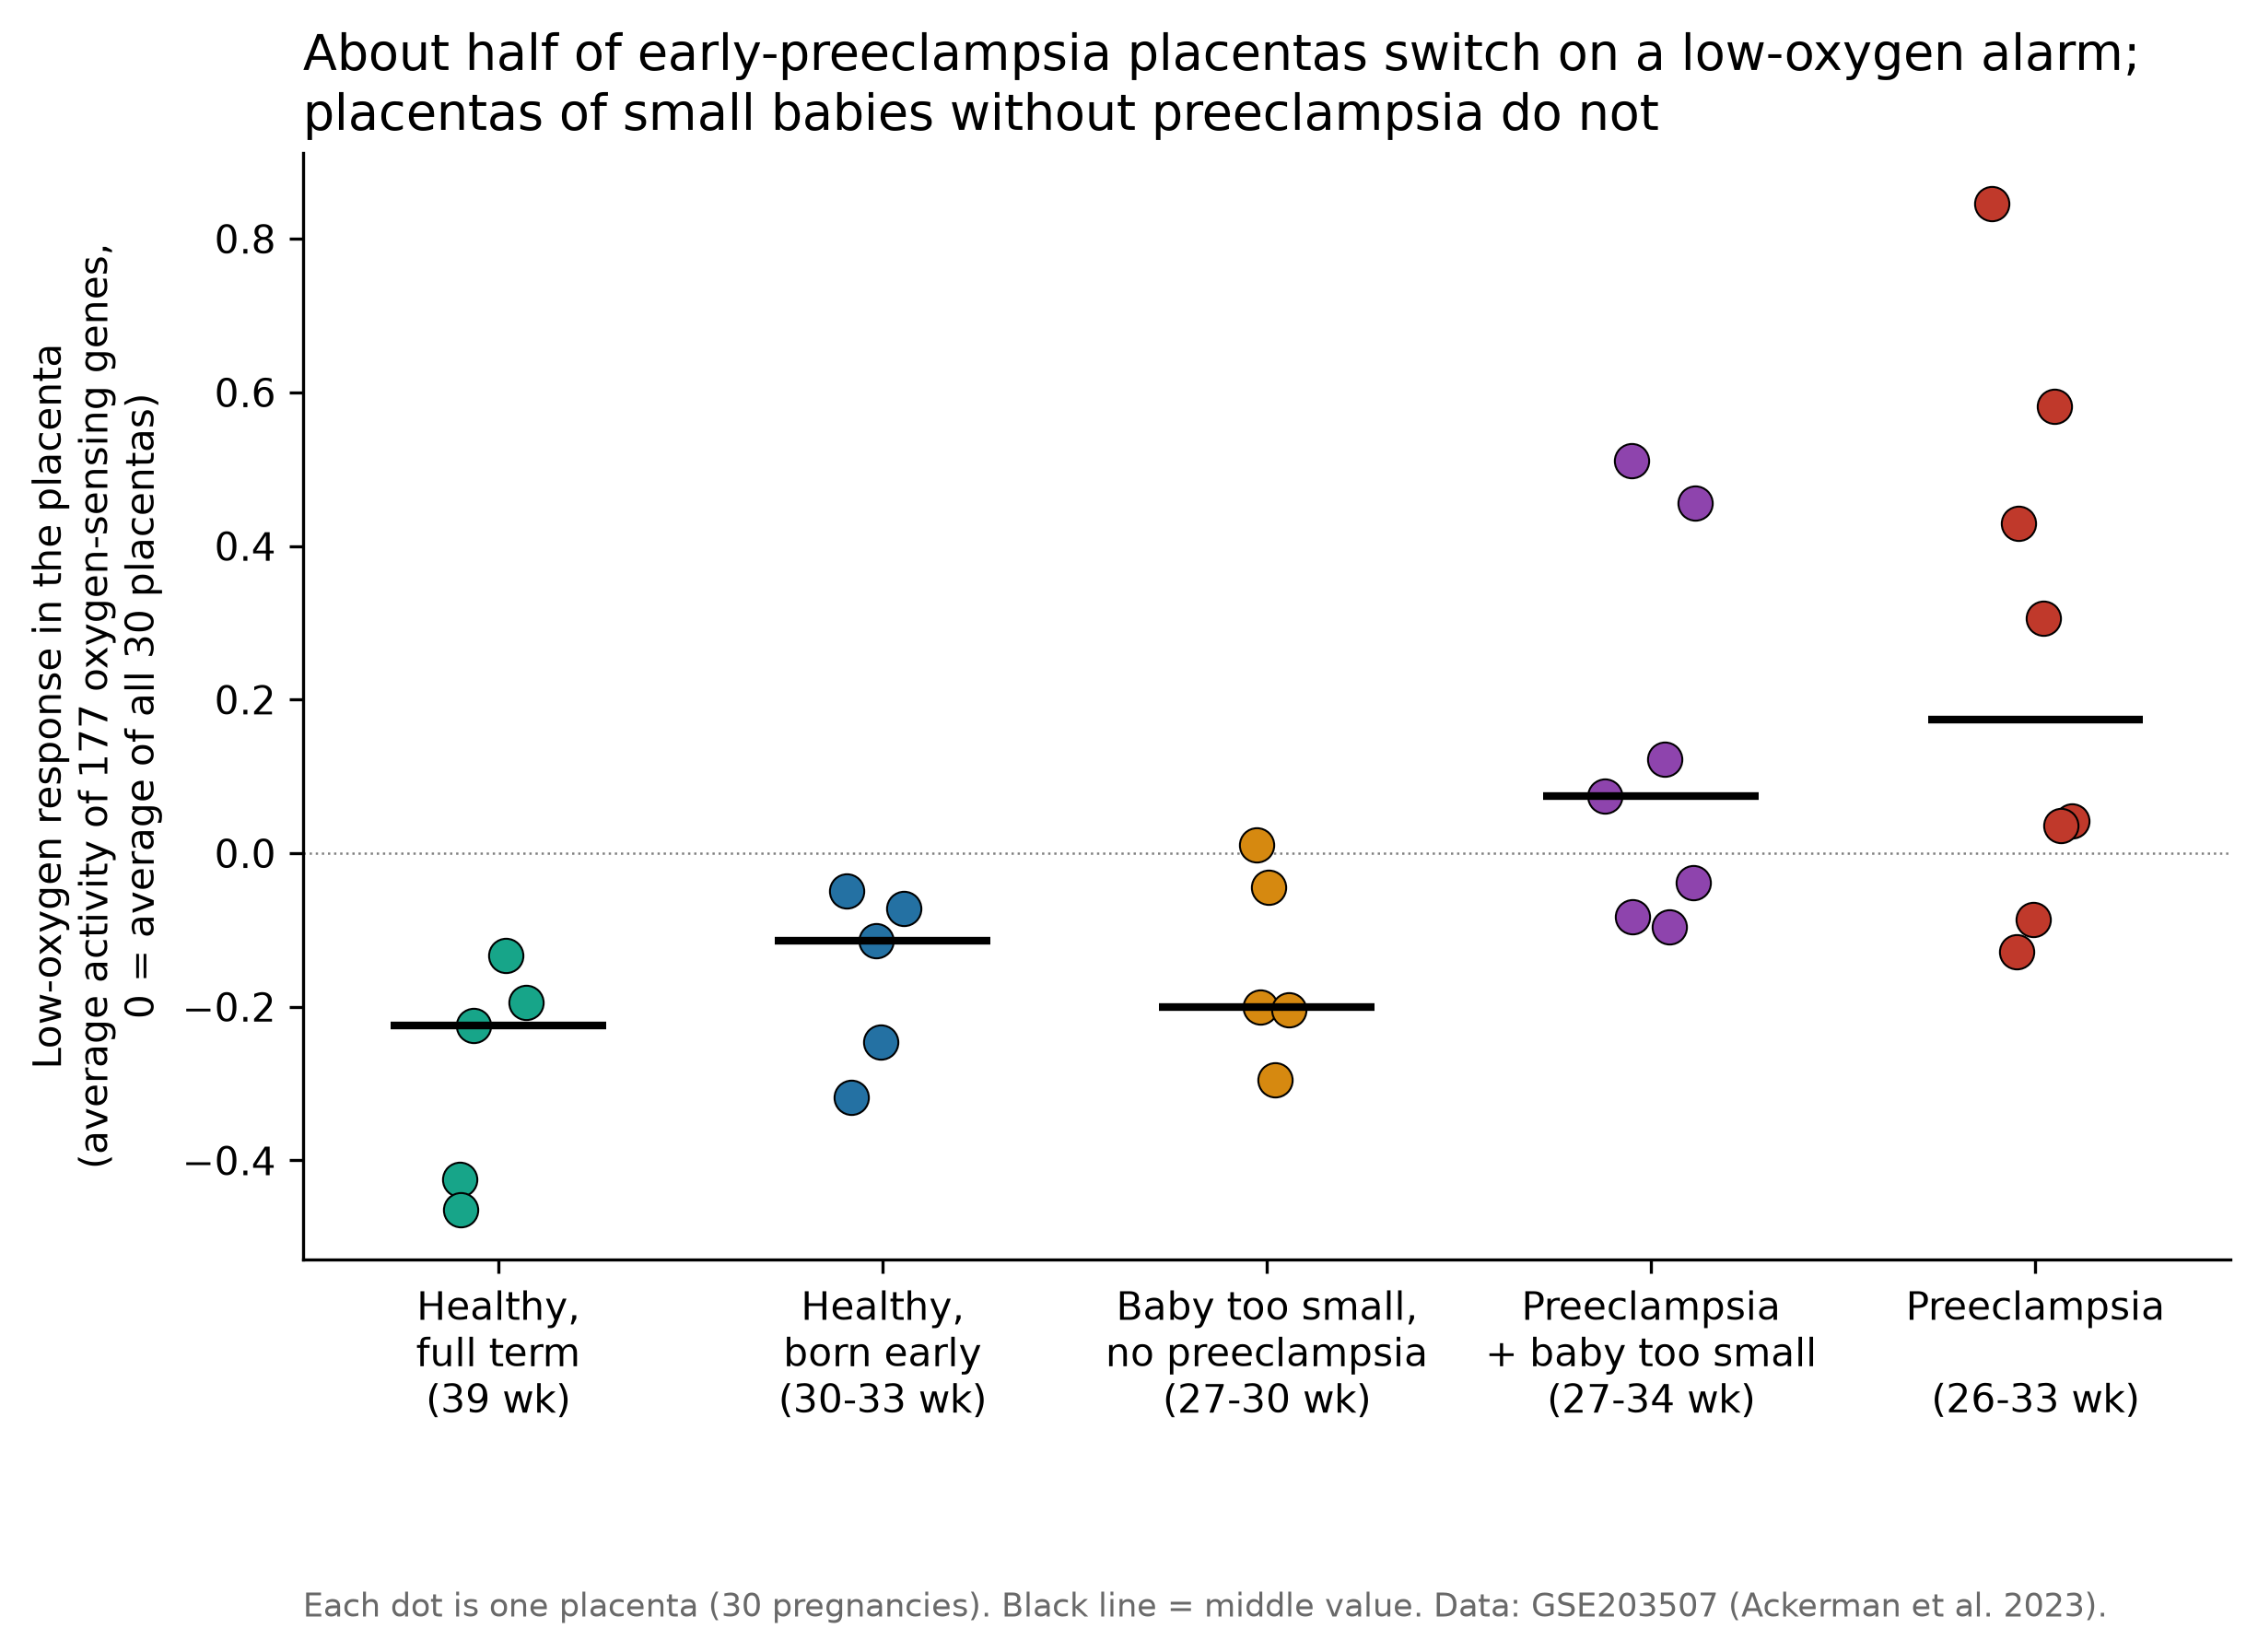 About half of early-preeclampsia placentas switch on a low-oxygen alarm;
placentas of small babies without preeclampsia do not
Low-oxygen response in the placenta
(average activity of 177 oxygen-sensing genes,
0 = average of all 30 placentas)
0.8
0.6
0.4
0.2
0.0
−0.2
−0.4
Healthy,
full term
(39 wk)
Healthy,
born early
(30-33 wk)
Baby too small,
no preeclampsia
(27-30 wk)
Preeclampsia
+ baby too small
(27-34 wk)
Preeclampsia
(26-33 wk)
Each dot is one placenta (30 pregnancies). Black line = middle value. Data: GSE203507 (Ackerman et al. 2023).